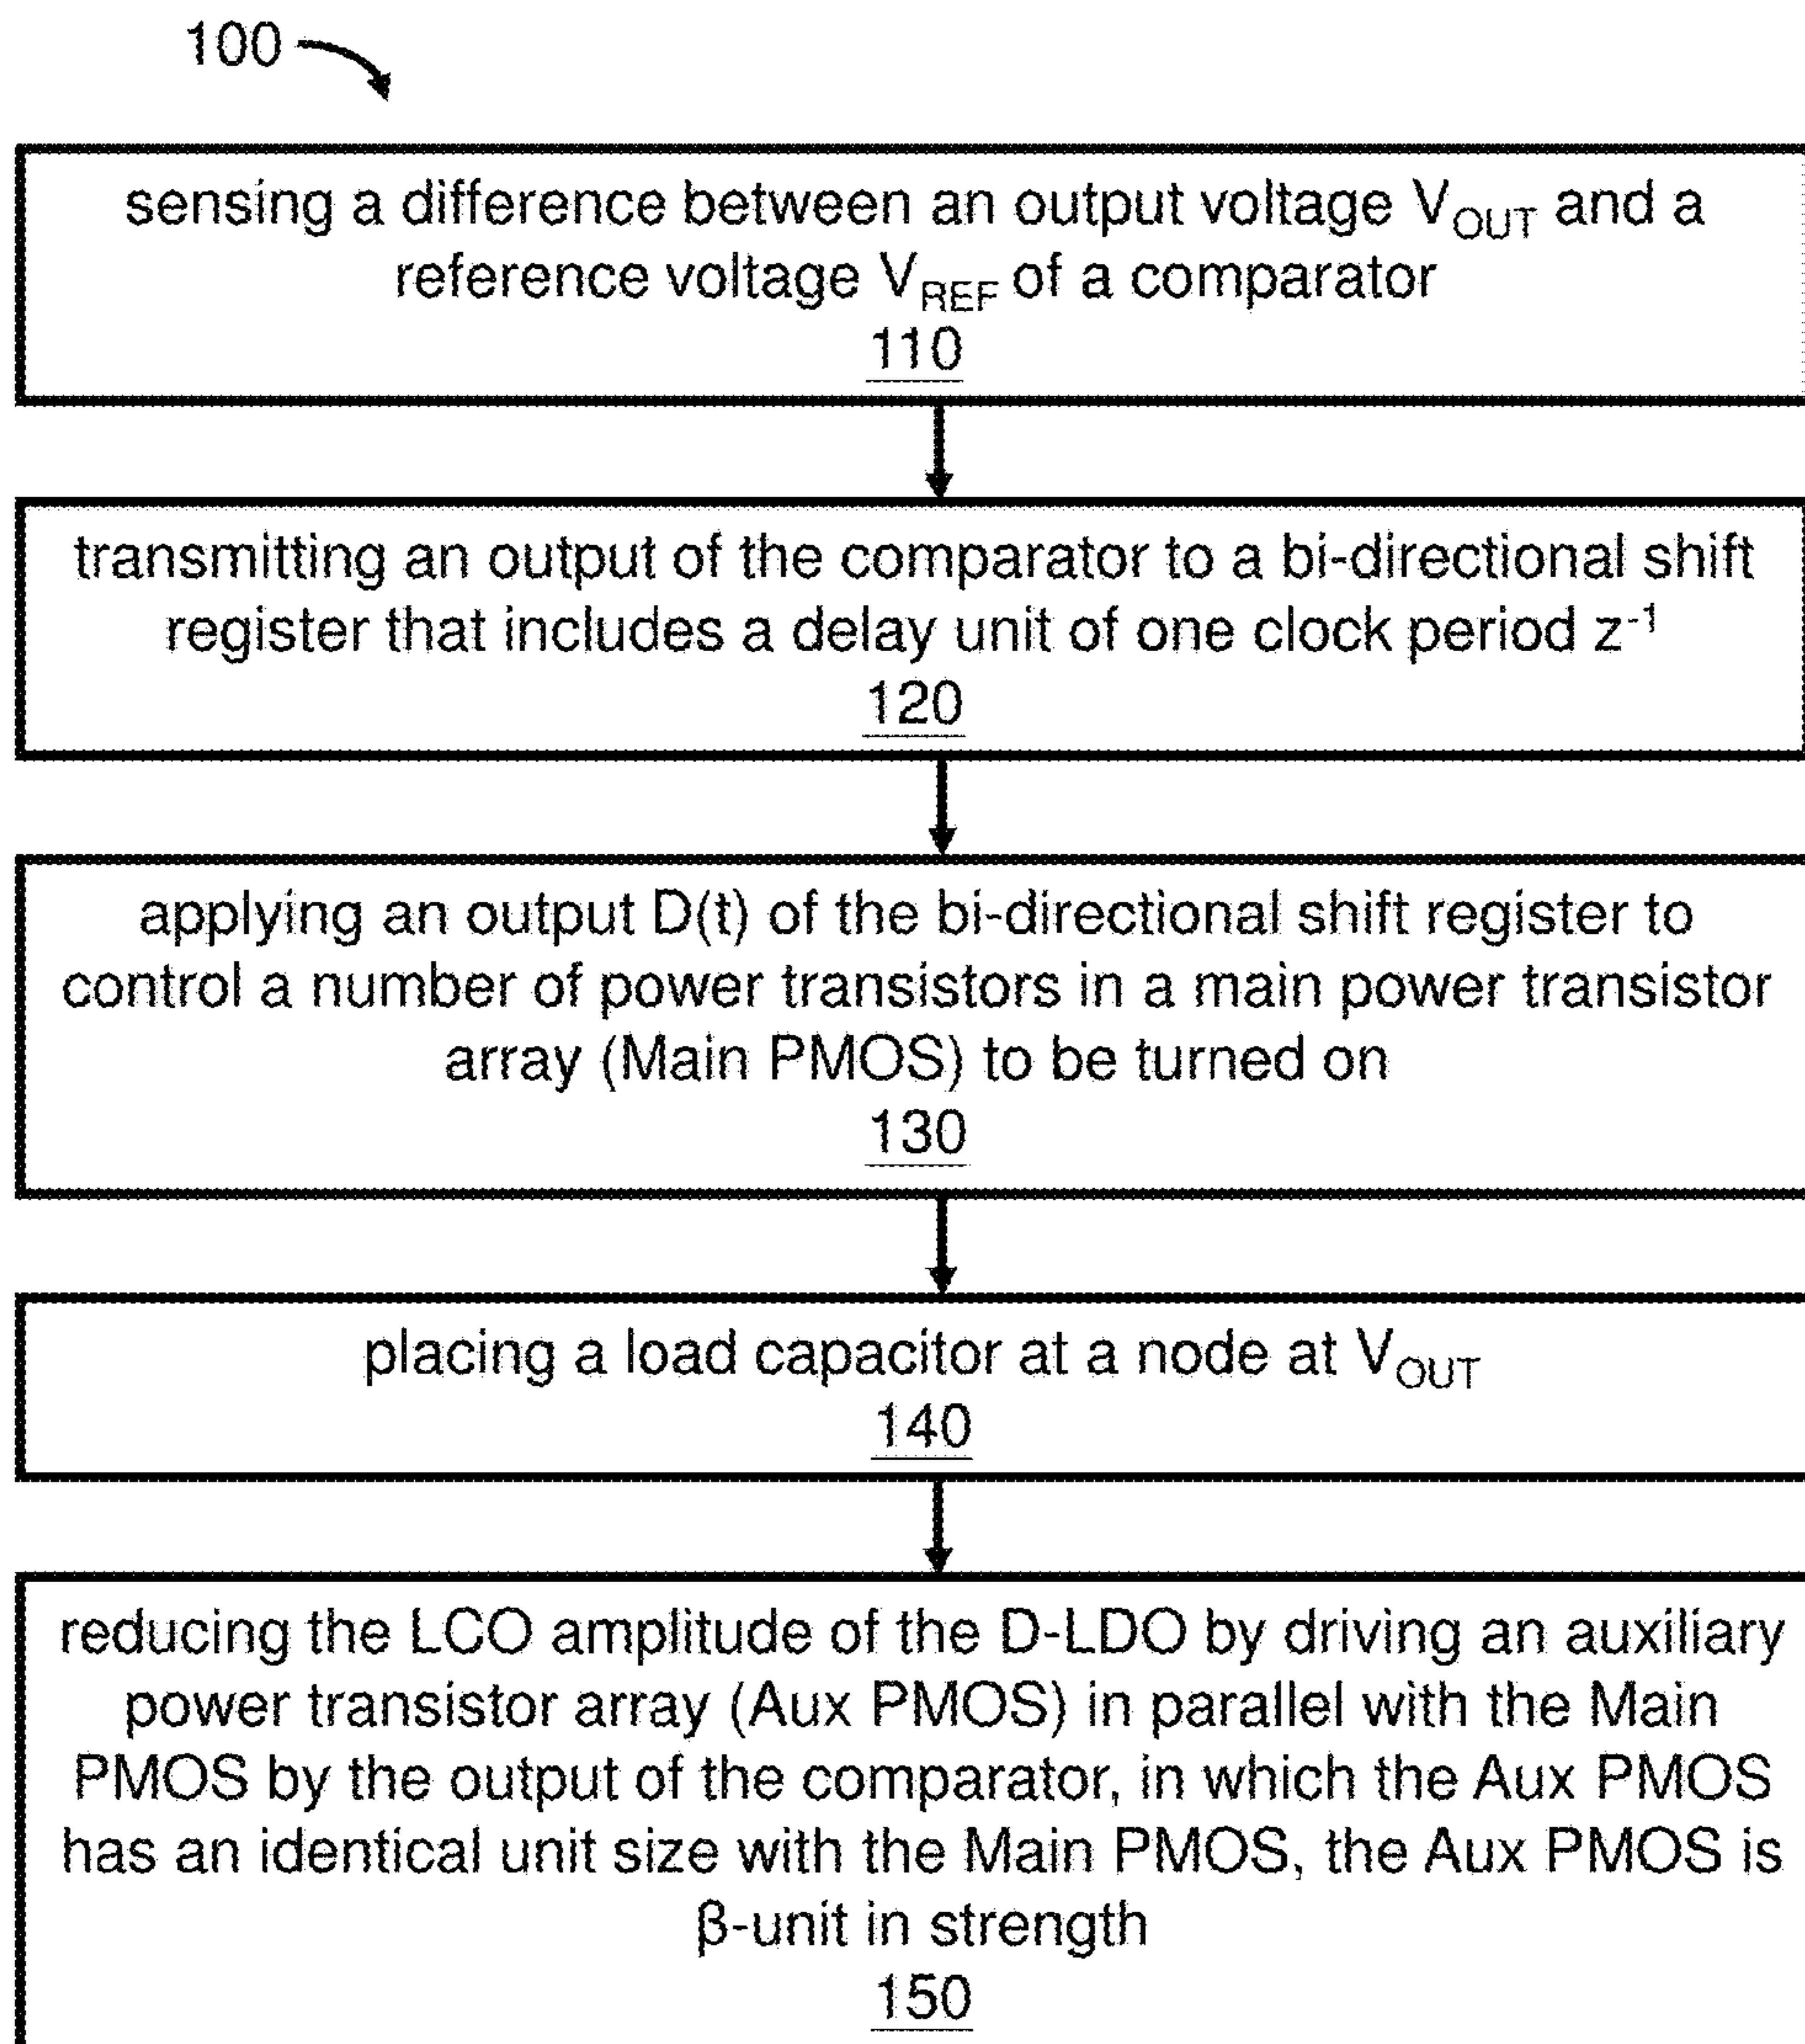 100
sensing a difference between an output voltage VOUT and a
reference voltage VREF of a comparator
110
transmitting an output of the comparator to a bi-directional shift
register that includes a delay unit of one clock period z⁻¹
120
applying an output D(t) of the bi-directional shift register to
control a number of power transistors in a main power transistor
array (Main PMOS) to be turned on
130
placing a load capacitor at a node at VOUT
140
reducing the LCO amplitude of the D-LDO by driving an auxiliary
power transistor array (Aux PMOS) in parallel with the Main
PMOS by the output of the comparator, in which the Aux PMOS
has an identical unit size with the Main PMOS, the Aux PMOS is
β-unit in strength
150